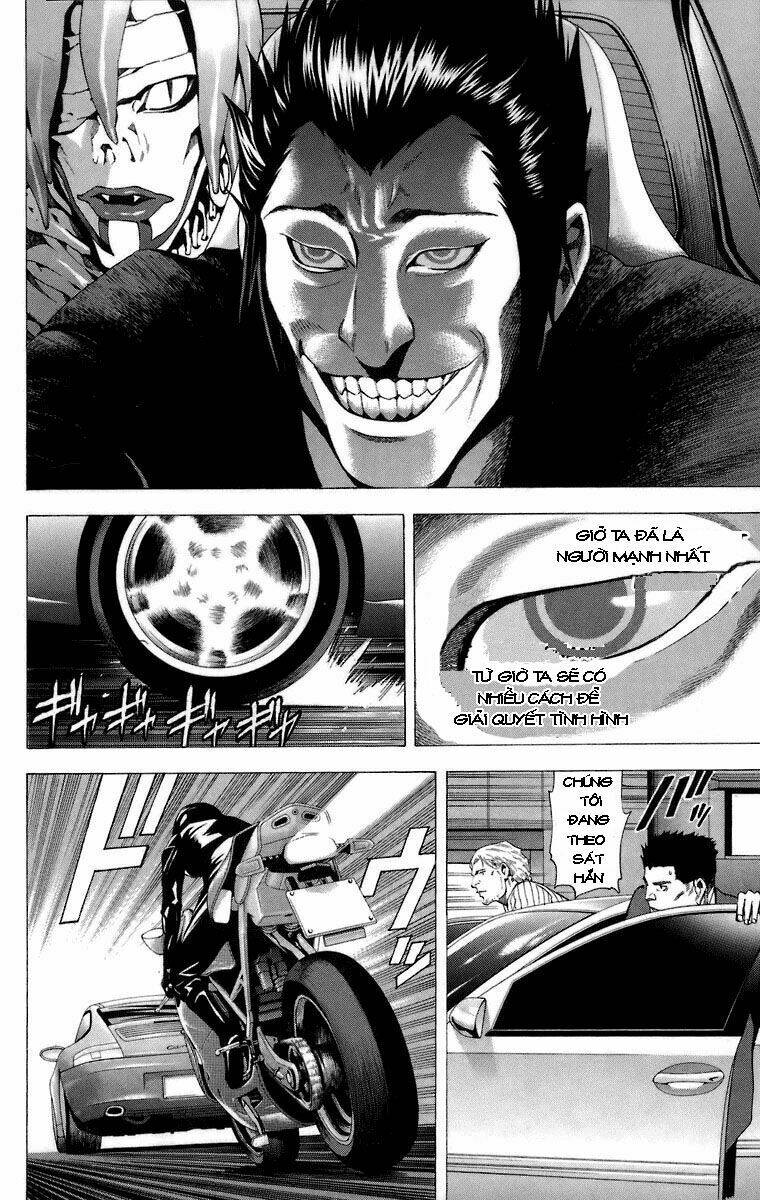 GIỞ TA ĐÃ LÀ
NGƯỜI MẠNH NHẤT
TỪ GIỜ TA SẼ CÓ
NHIỀU CÁCH ĐỂ
GIẢI QUYẾT TÌNH HÌNH
ギャギャギャギャ
CHÚNG
TÔI
ĐANG
THEO
SÁT
HẮN
ドウ